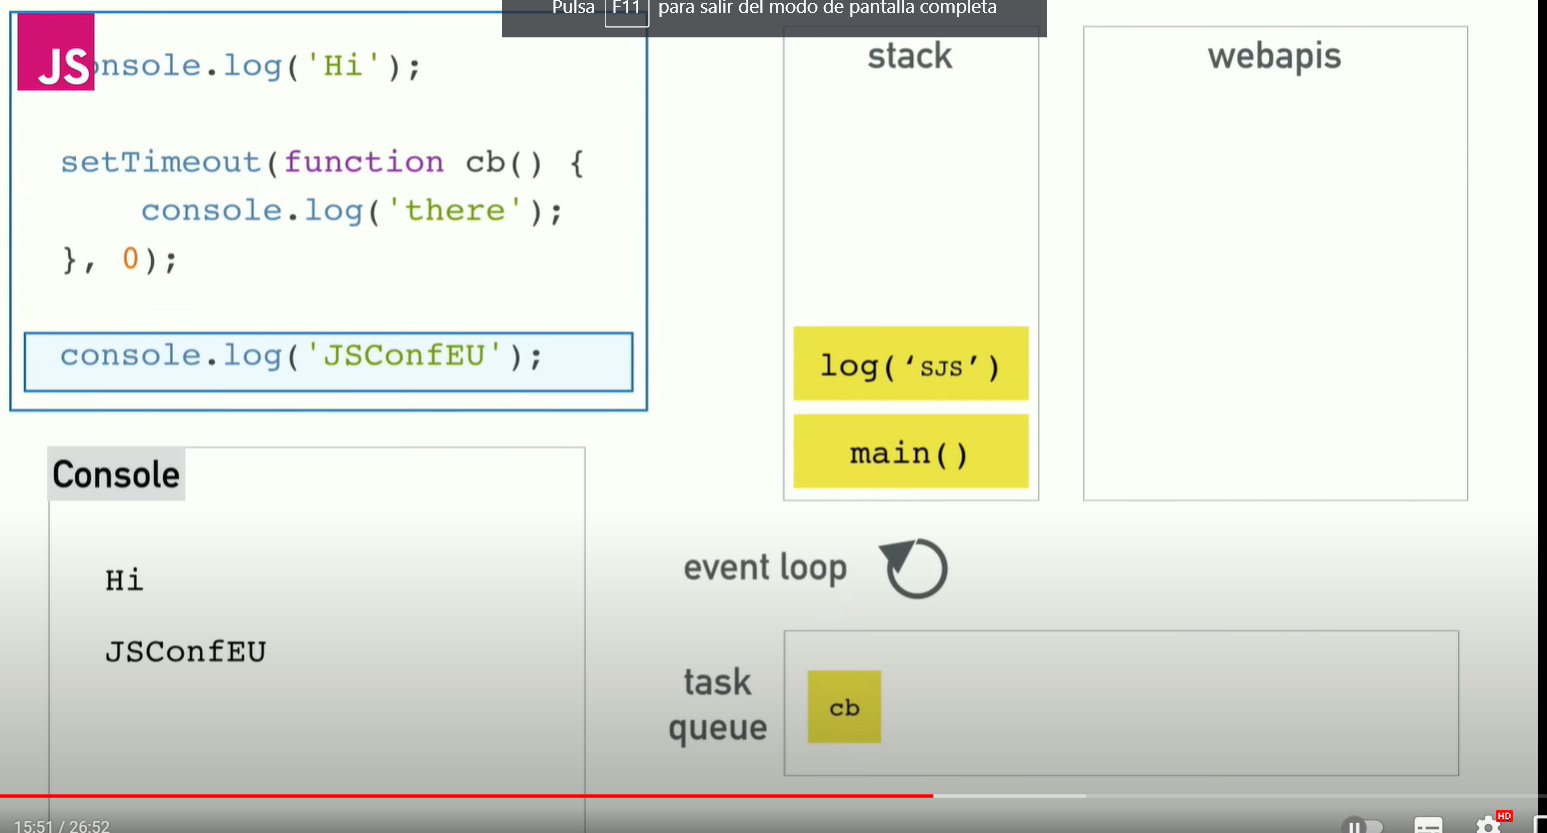 Pulsa F11 para salir del modo de pantalla completa
JS
onsole.log('Hi');
setTimeout(function cb() {
console.log('there');
}, 0);
console.log('JSConfEU');
stack
log(‘SJS’)
main()
webapis
Console
Hi
JSConfEU
event loop
task
queue
cb
15:51 / 26:52
HD